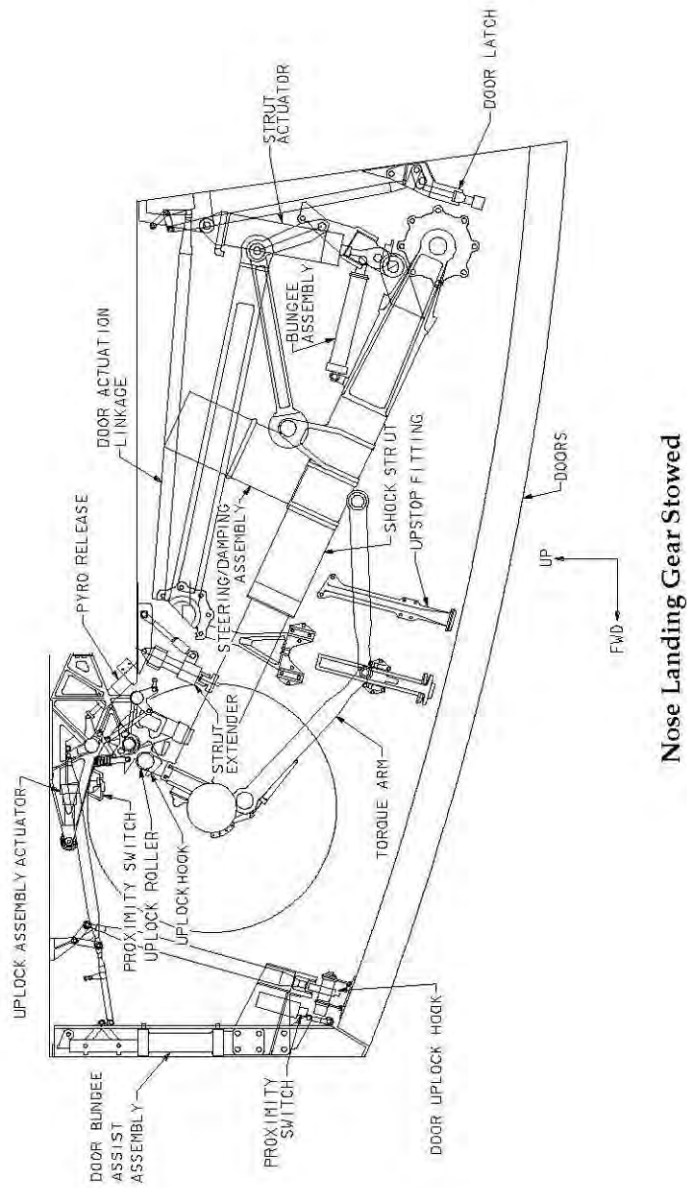 UPLOCK ASSEMBLY ACTUATOR
PYRO RELEASE
DOOR ACTUATION
LINKAGE
STRUT
ACTUATOR
BUNGEE
ASSEMBLY
DOOR LATCH
STEERING/DAMPING
ASSEMBLY
STRUT
EXTENDER
PROXIMITY SWITCH
UPLOCK ROLLER
UPLOCKHOOK
SHOCK STRUT
UPSTOP FITTING
TORQUE ARM
DOORS
DOOR BUNGEE
ASSIST
ASSEMBLY
PROXIMITY
SWITCH
DOOR UPLOCK HOOK
UP
FWD
Nose Landing Gear Stowed